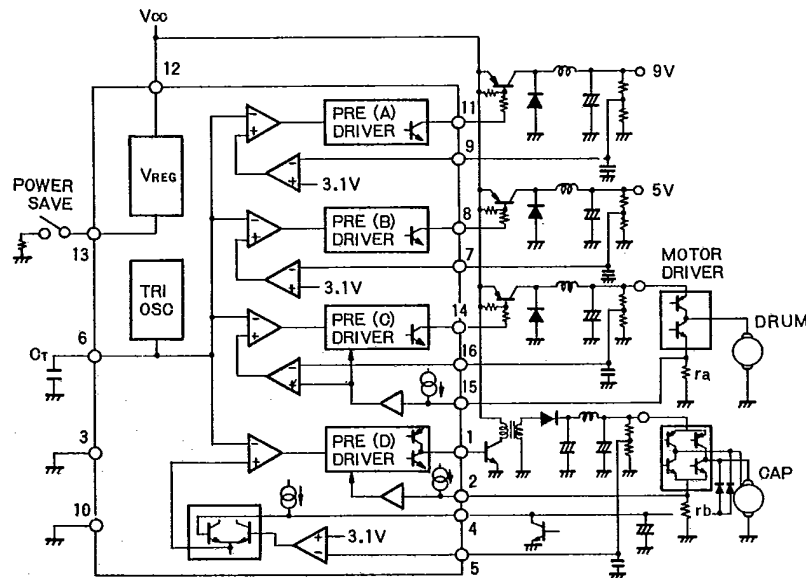 Vcc
12
9V
11
PRE (A)
DRIVER
9
3.1V
VREG
POWER
SAVE
13
5V
8
PRE (B)
DRIVER
7
3.1V
MOTOR
DRIVER
TRI
OSC
14
PRE (C)
DRIVER
DRUM
6
CT
16
15
ra
3
PRE (D)
DRIVER
1
2
CAP
rb
10
3.1V
4
5